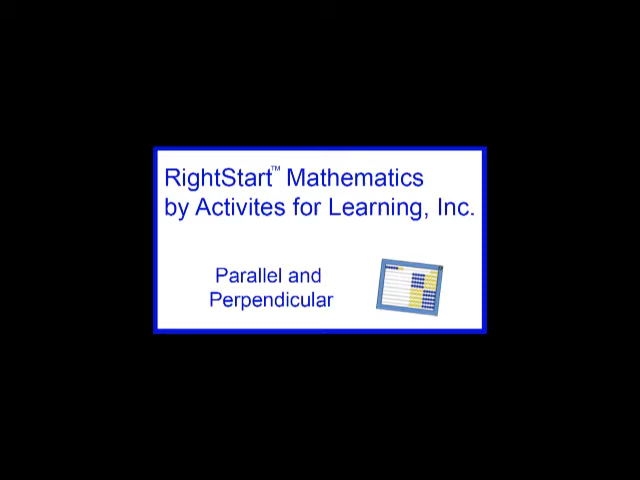 RightStart™ Mathematics
by Activites for Learning, Inc.
Parallel and
Perpendicular